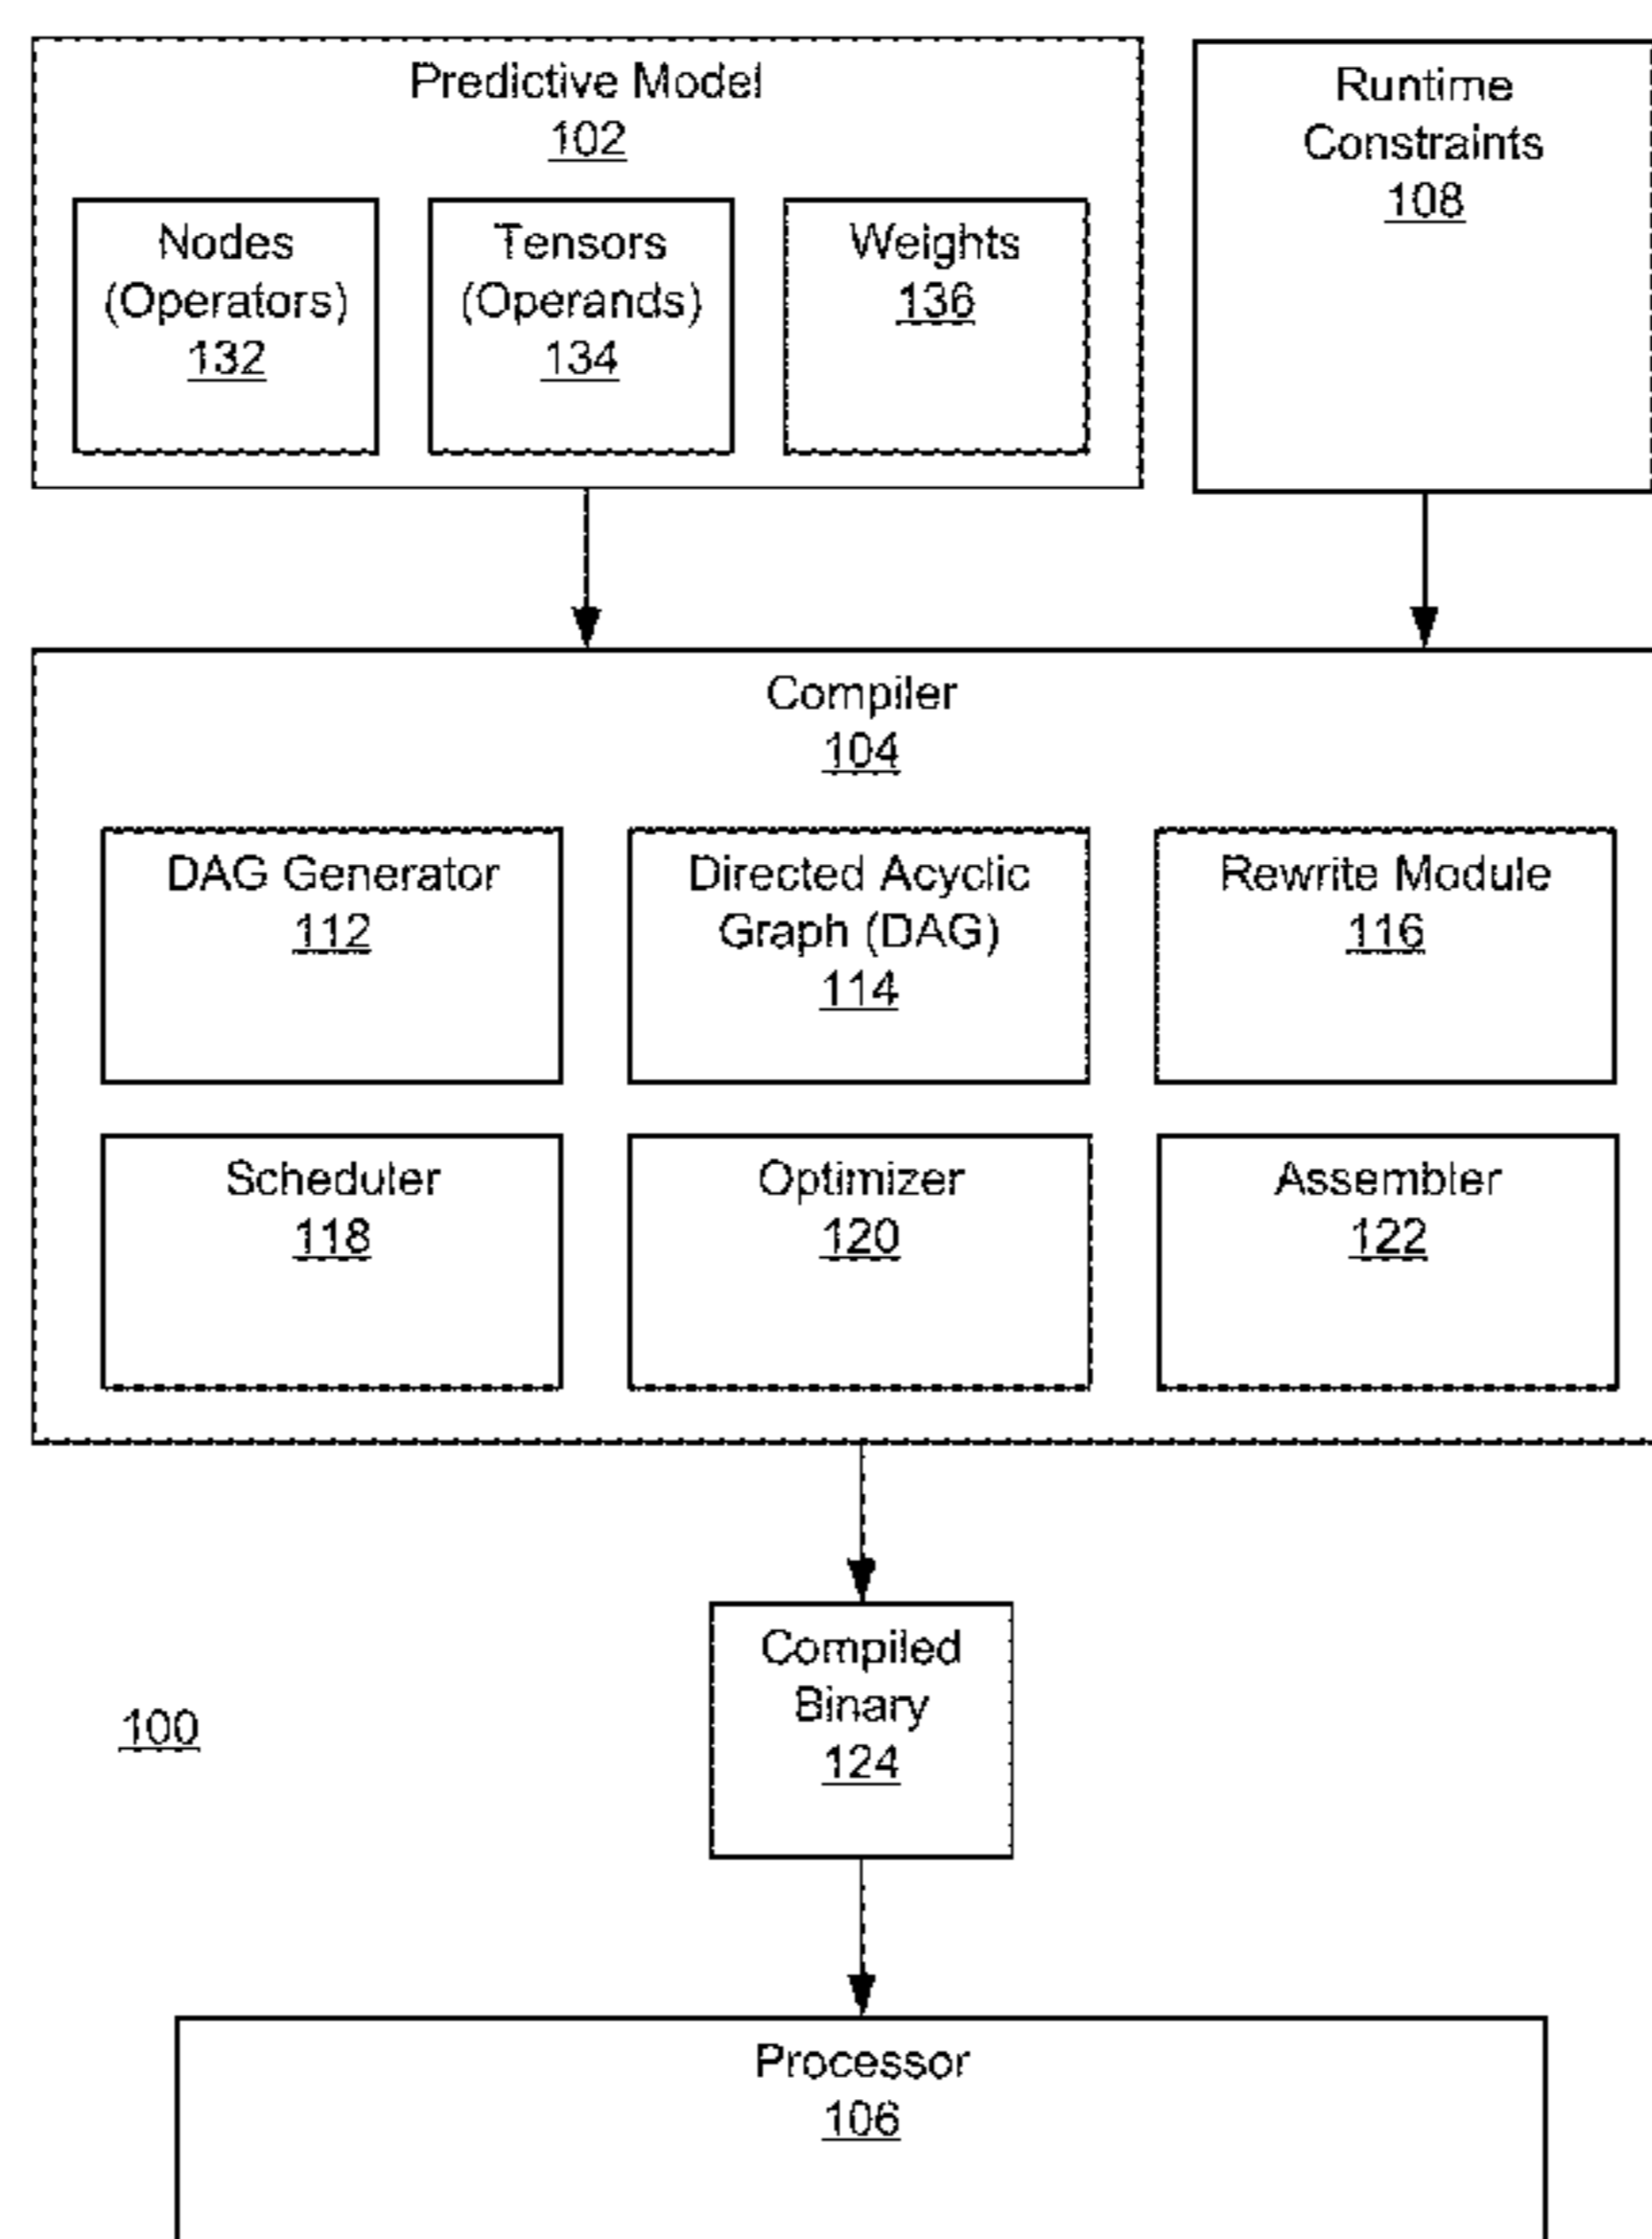 Predictive Model
102
Nodes
(Operators)
132
Tensors
(Operands)
134
Weights
136
Runtime
Constraints
108
Compiler
104
DAG Generator
112
Directed Acyclic
Graph (DAG)
114
Rewrite Module
116
Scheduler
118
Optimizer
120
Assembler
122
Compiled
Binary
124
100
Processor
106